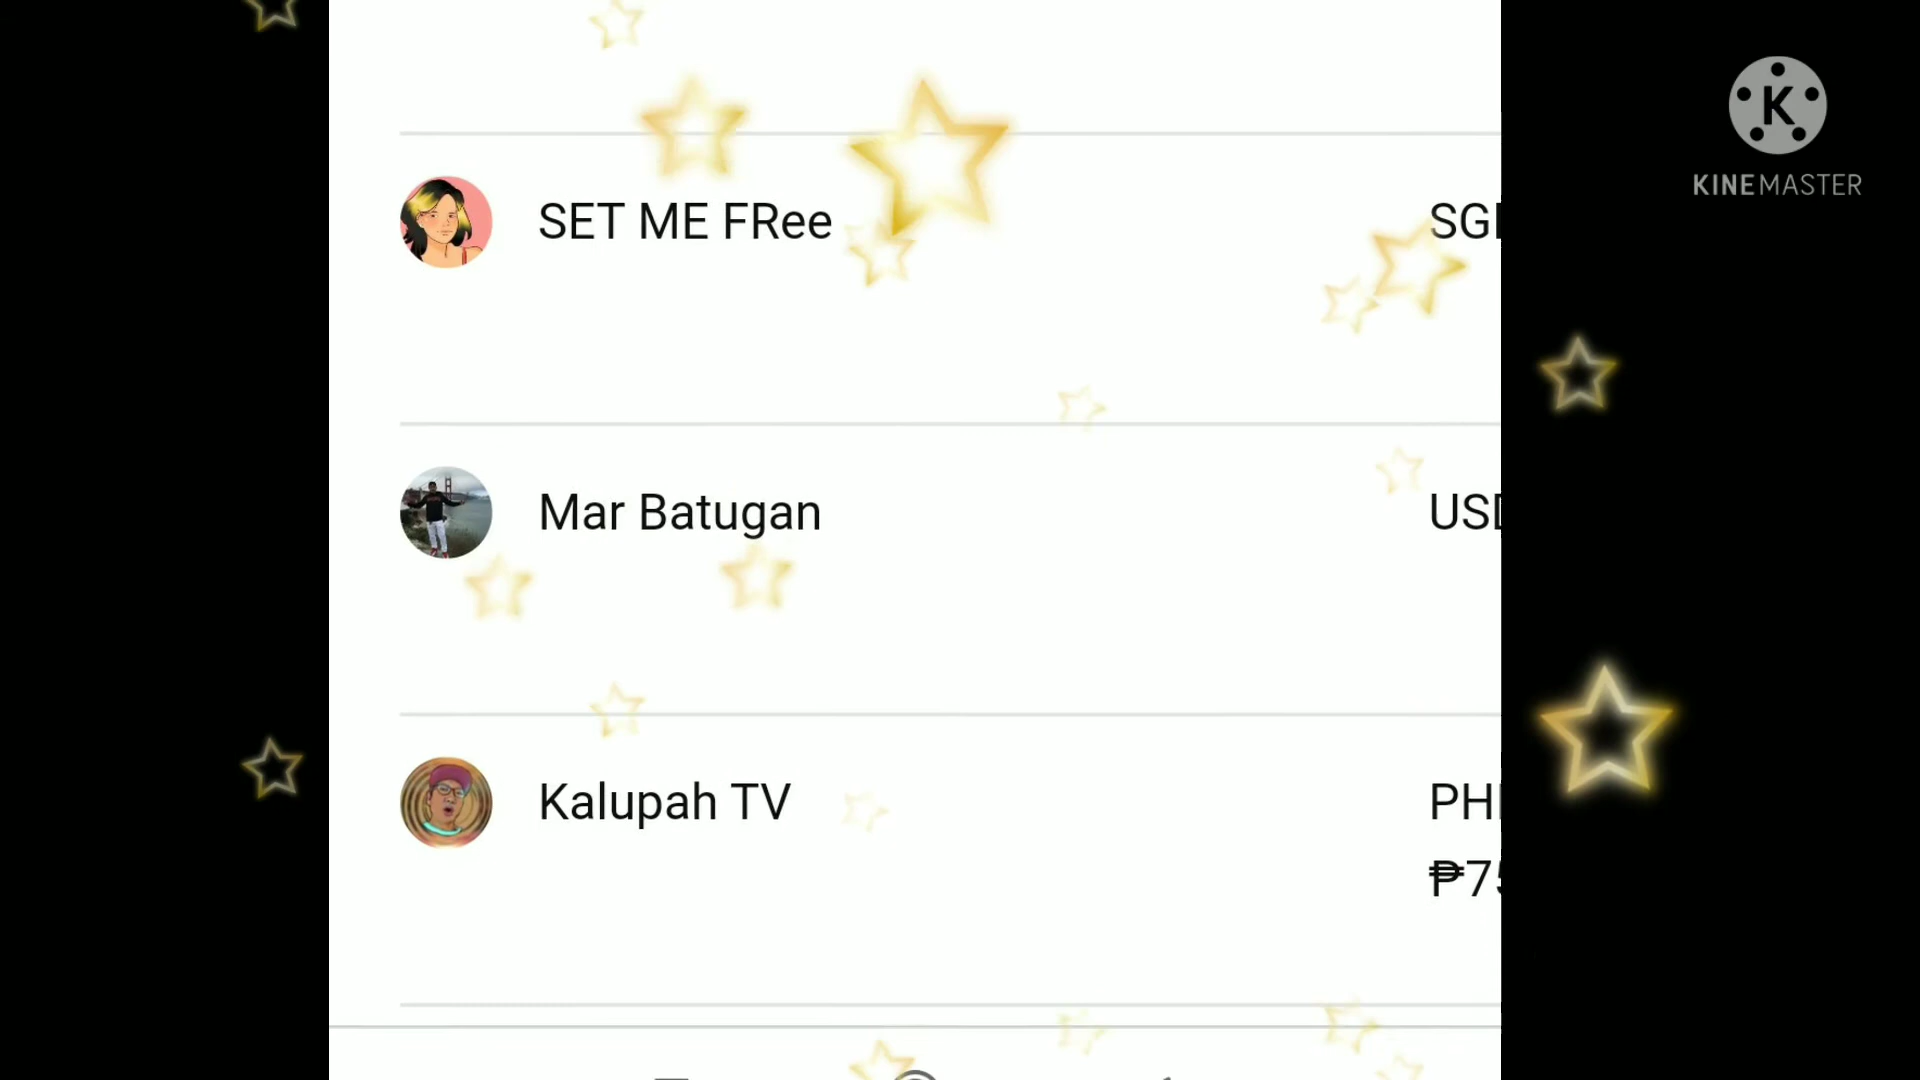 SET ME FRee
SG
Mar Batugan
US
Kalupah TV
PH
₱7
KINEMASTER